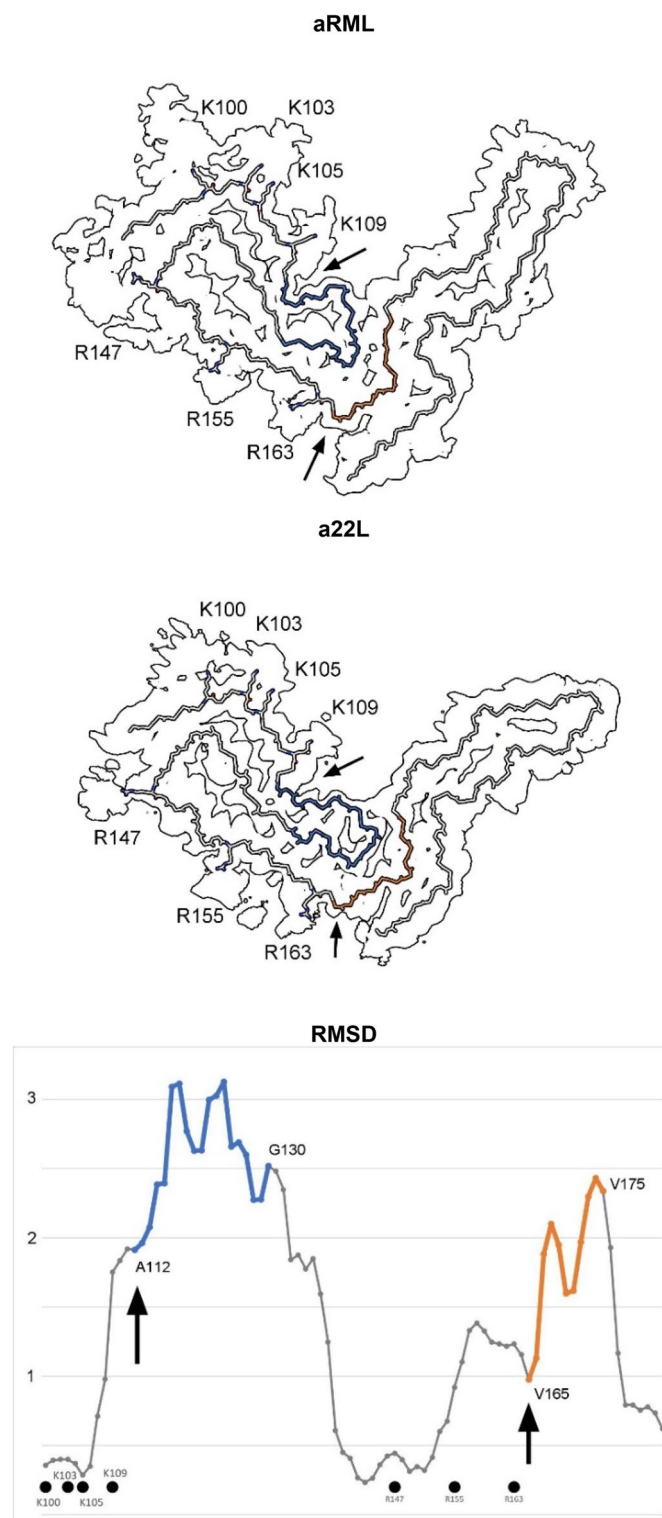 aRML
K100
K103
K105
K109
R147
R155
R163
a22L
K100
K103
K105
K109
R147
R155
R163
RMSD
3
G130
V175
2
A112
1
V165
K103
K109
K100
K105
R147
R155
R163